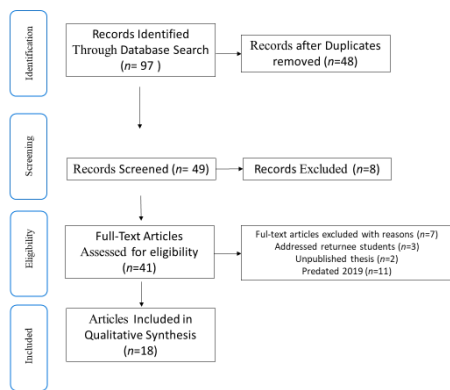 Identification
Records Identified
Through Database Search
(n= 97 )
Records after Duplicates
removed (n=48)
Screening
Records Screened (n= 49)
Records Excluded (n=8)
Eligibility
Full-Text Articles
Assessed for eligibility
(n=41)
Ful-text articles excluded with reasons (n=7)
Addressed returnee students (n=3)
Unpublished thesis (n=2)
Predated 2019 (n=11)
Included
Articles Included in
Qualitative Synthesis
(n=18)